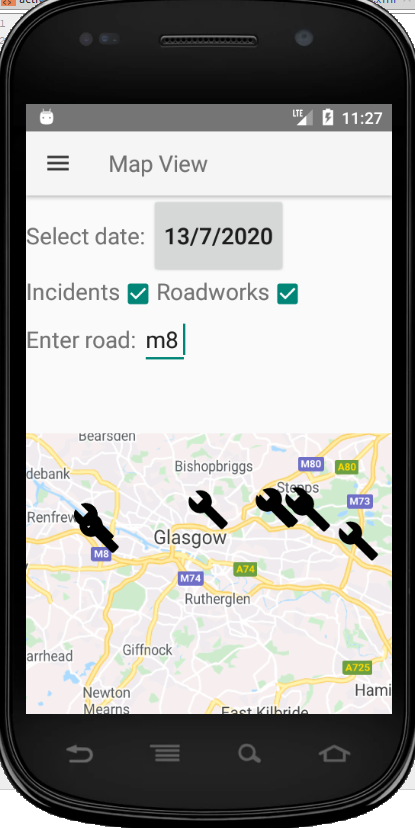 LTE 11:27
Map View
Select date: 13/7/2020
Incidents Roadworks
Enter road: m8
Bearsden
M80 A80
Bishopbriggs
debank
Stepps
M73
Renfrew
Glasgow
M8
A74
M74
Rutherglen
Giffnock
arrhead
A725
Newton
Mearns
Hami
East Kilbride